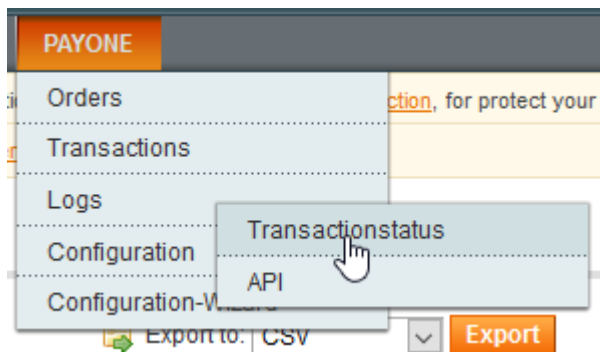 PAYONE
Orders
ction, for protect your
Transactions
Logs
Transactionstatus
Configuration
API
Configuration-Wizard
Export to: CSV Export